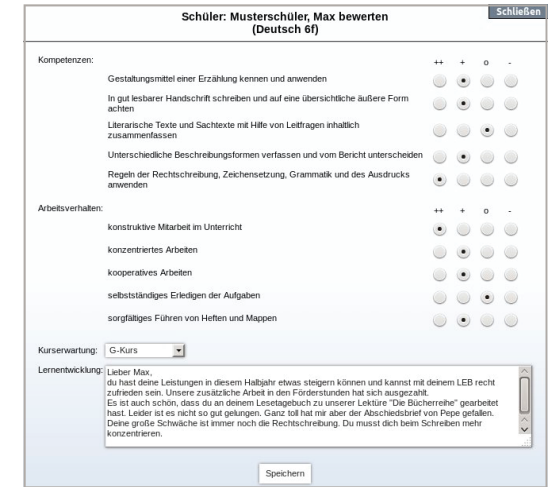 Schüler: Musterschüler, Max bewerten
(Deutsch 6f)
Schließen
Kompetenzen:
++ + o -
Gestaltungsmittel einer Erzählung kennen und anwenden
In gut lesbarer Handschrift schreiben und auf eine übersichtliche äußere Form
achten
Literarische Texte und Sachtexte mit Hilfe von Leitfragen inhaltlich
zusammenfassen
Unterschiedliche Beschreibungsformen verfassen und vom Bericht unterscheiden
Regeln der Rechtschreibung, Zeichensetzung, Grammatik und des Ausdrucks
anwenden
Arbeitsverhalten:
++ + o -
konstruktive Mitarbeit im Unterricht
konzentriertes Arbeiten
kooperatives Arbeiten
selbstständiges Erledigen der Aufgaben
sorgfältiges Führen von Heften und Mappen
Kurserwartung: G-Kurs
Lernentwicklung:
Lieber Max,
du hast deine Leistungen in diesem Halbjahr etwas steigern können und kannst mit deinem LEB recht
zufrieden sein. Unsere zusätzliche Arbeit in den Förderstunden hat sich ausgezahlt.
Es ist auch schön, dass du an deinem Lesetagebuch zu unserer Lektüre "Die Bücherreihe" gearbeitet
hast. Leider ist es nicht so gut gelungen. Ganz toll hat mir aber der Abschiedsbrief von Pepe gefallen.
Deine große Schwäche ist immer noch die Rechtschreibung. Du musst dich beim Schreiben mehr
konzentrieren.
Speichern